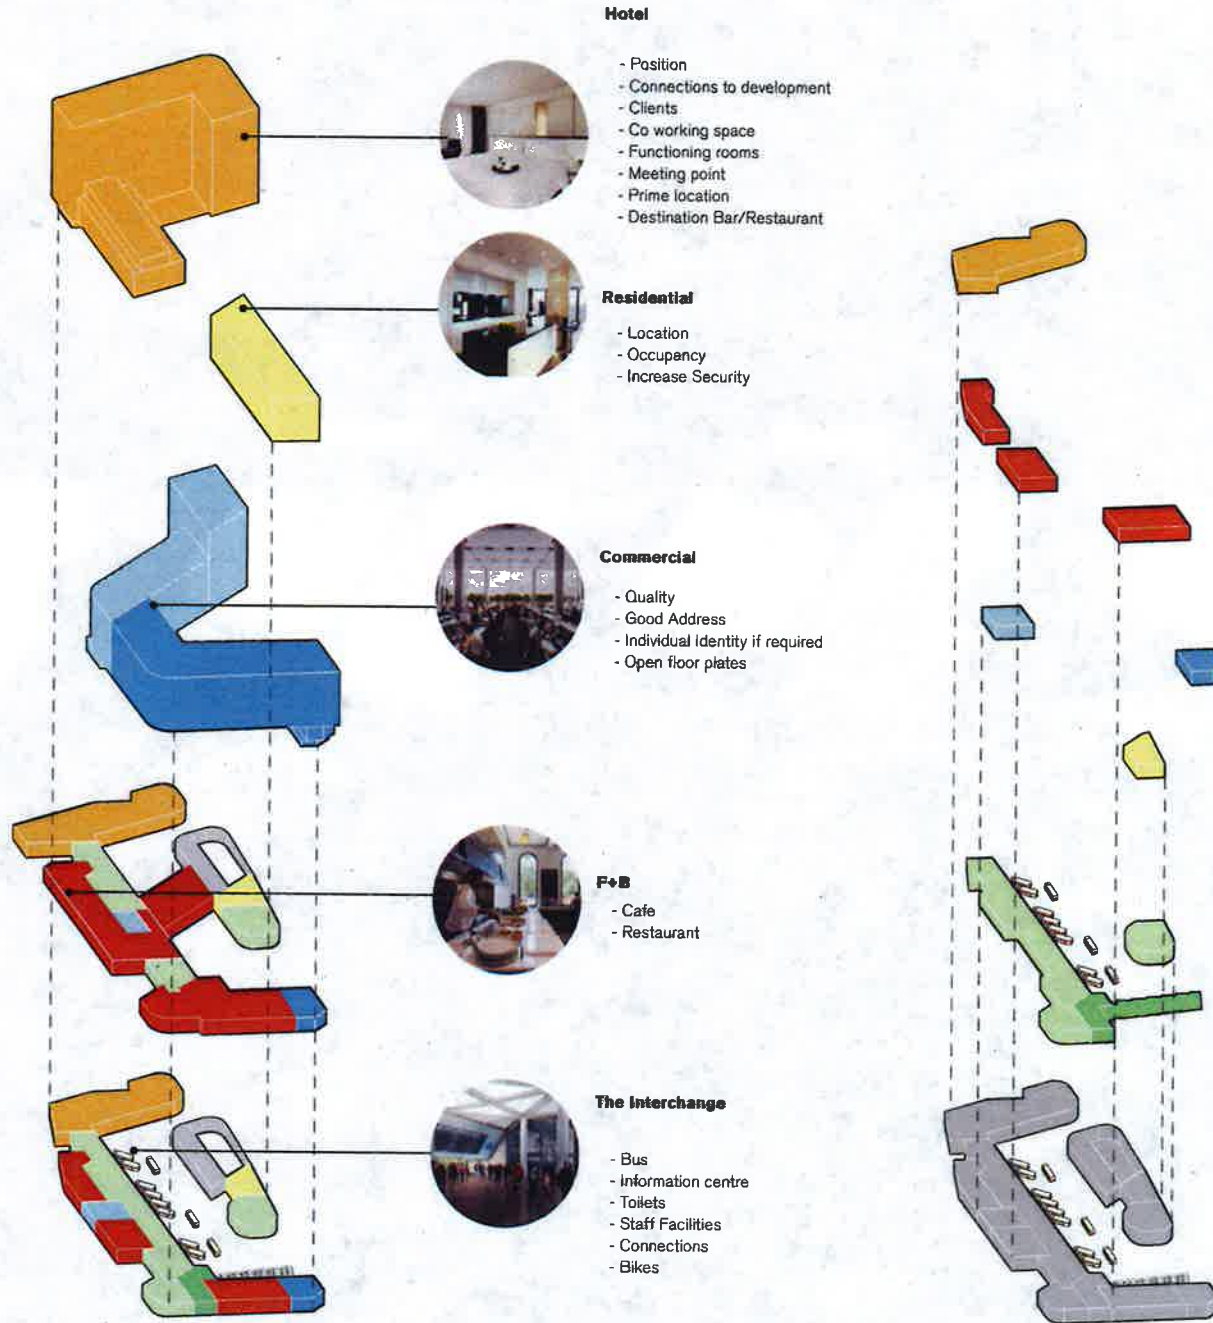 Hotel
- Position
- Connections to development
- Clients
- Co working space
- Functioning rooms
- Meeting point
- Prime location
- Destination Bar/Restaurant
Residential
- Location
- Occupancy
- Increase Security
Commercial
- Quality
- Good Address
- Individual Identity if required
- Open floor plates
F+B
- Cafe
- Restaurant
The Interchange
- Bus
- Information centre
- Toilets
- Staff Facilities
- Connections
- Bikes